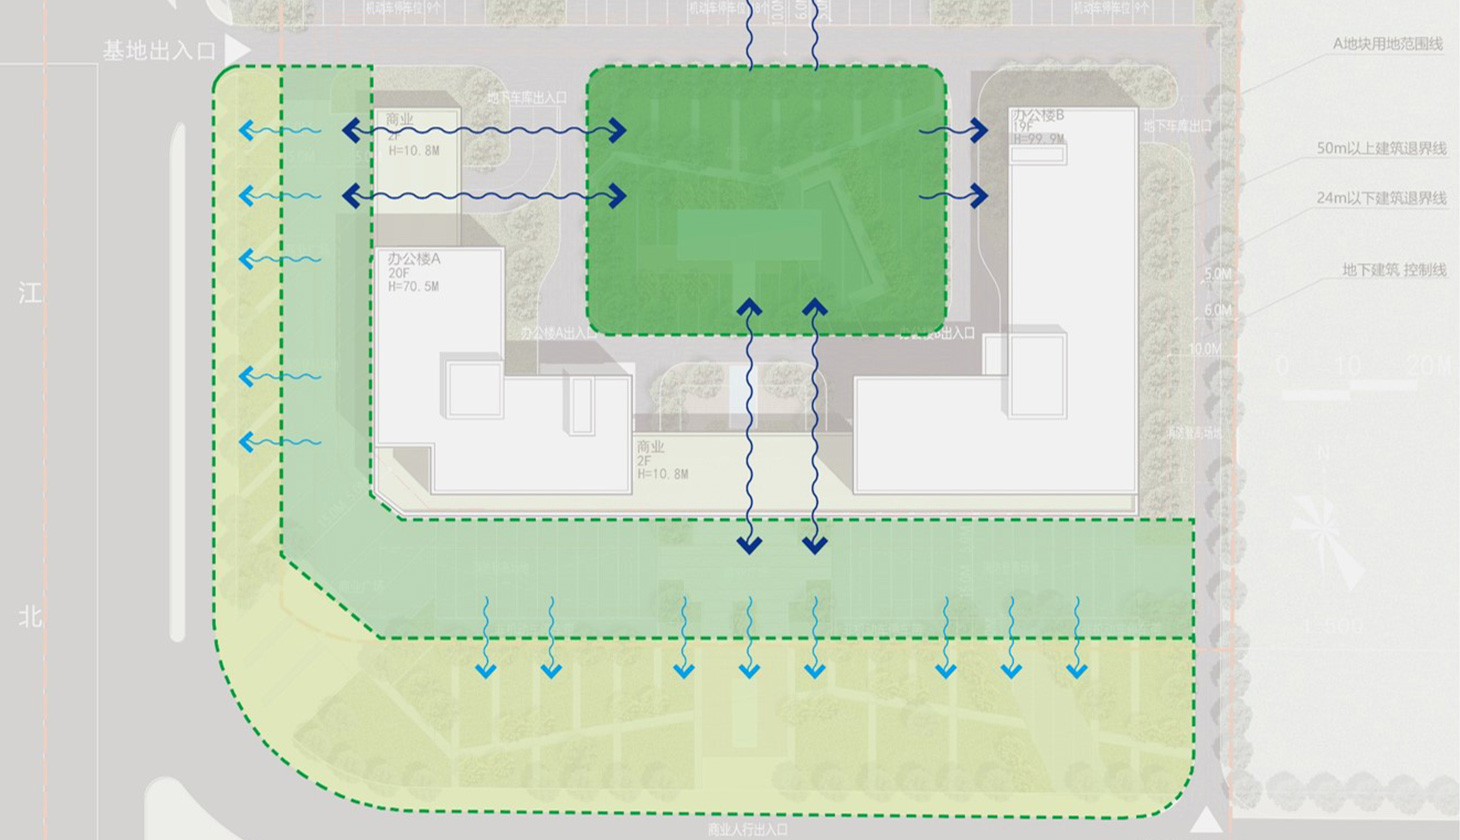 机动车停车位 9个
机动车停车位
机动车停车位 9个
10.0M
基地出入口
A地块用地范围线
地下车库出入口
商业
2F
H=10.8M
办公楼B
19F
H=99.9M
地下车库出口
50m以上建筑退界线
24m以下建筑退界线
办公楼A
20F
H=70.5M
地下建筑 控制线
5.0M
江
6.0M
办公楼A出入口
出入口
10.0M
0 10 20M
消防登高场地
商业
2F
H=10.8M
N
北
商业人行出入口